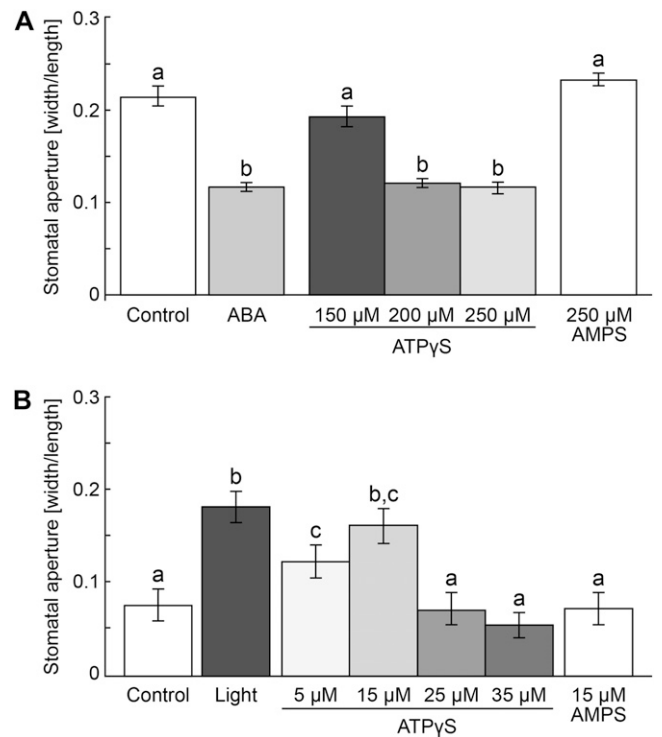 A
Stomatal aperture [width/length]
0.3
0.2
0.1
0
a
b
a
b
b
a
Control
ABA
150 µM
200 µM
250 µM
ATPγS
250 µM
AMPS
B
Stomatal aperture [width/length]
0.3
0.2
0.1
0
a
b
c
b,c
a
a
a
Control
Light
5 µM
15 µM
25 µM
35 µM
ATPγS
15 µM
AMPS